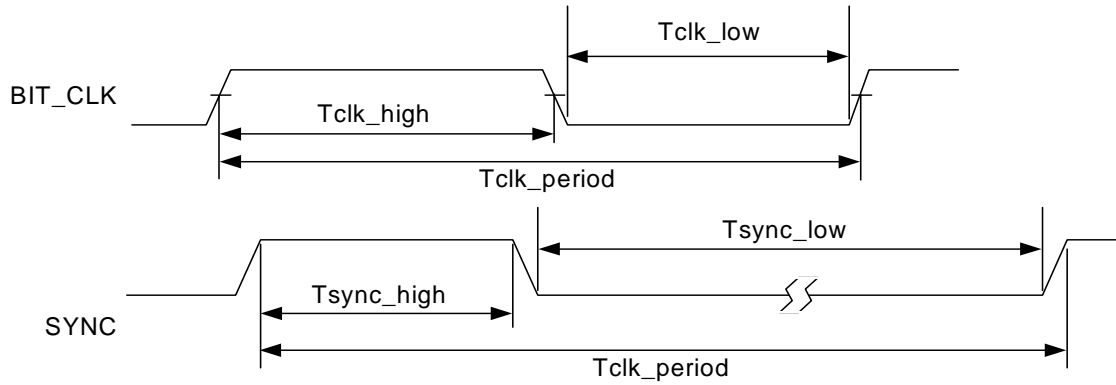 Tclk_low
BIT_CLK
Tclk_high
Tclk_period
Tsync_low
Tsync_high
SYNC
Tclk_period